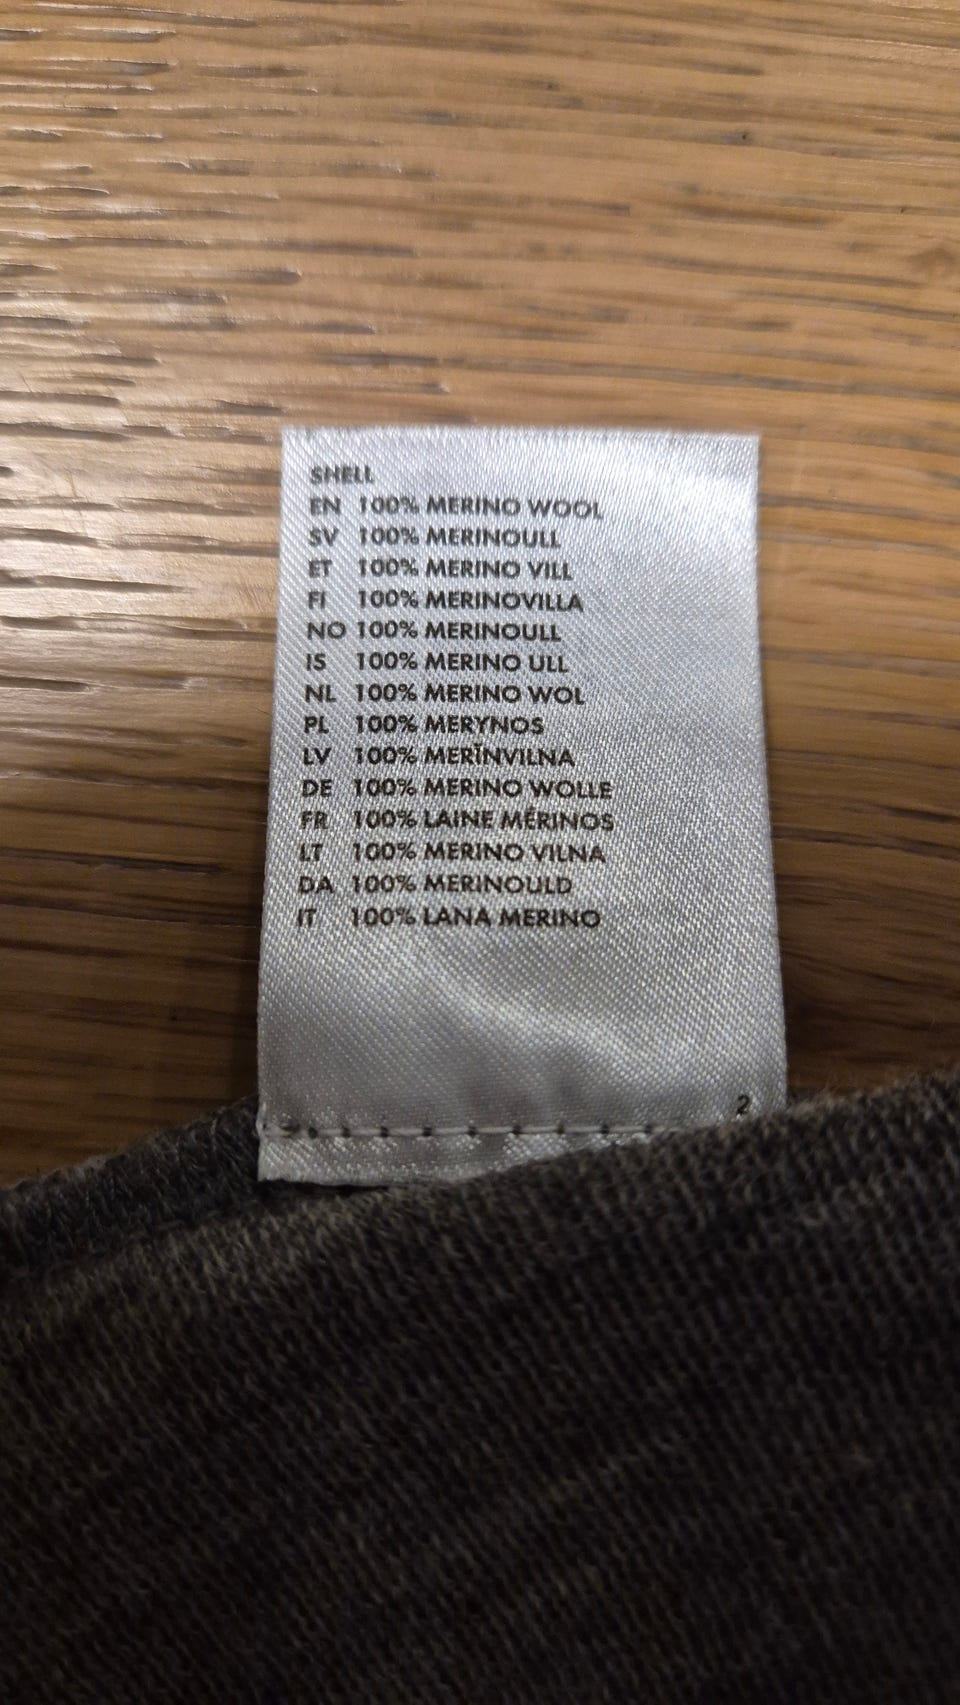 SHELL
EN 100% MERINO WOOL
SV 100% MERINOULL
ET 100% MERINO VILL
FI 100% MERINOVILLA
NO 100% MERINOULL
IS 100% MERINO ULL
NL 100% MERINO WOL
PL 100% MERYNOS
LV 100% MERĪNVILNA
DE 100% MERINO WOLLE
FR 100% LAINE MÉRINOS
LT 100% MERINO VILNA
DA 100% MERINOULD
IT 100% LANA MERINO
2